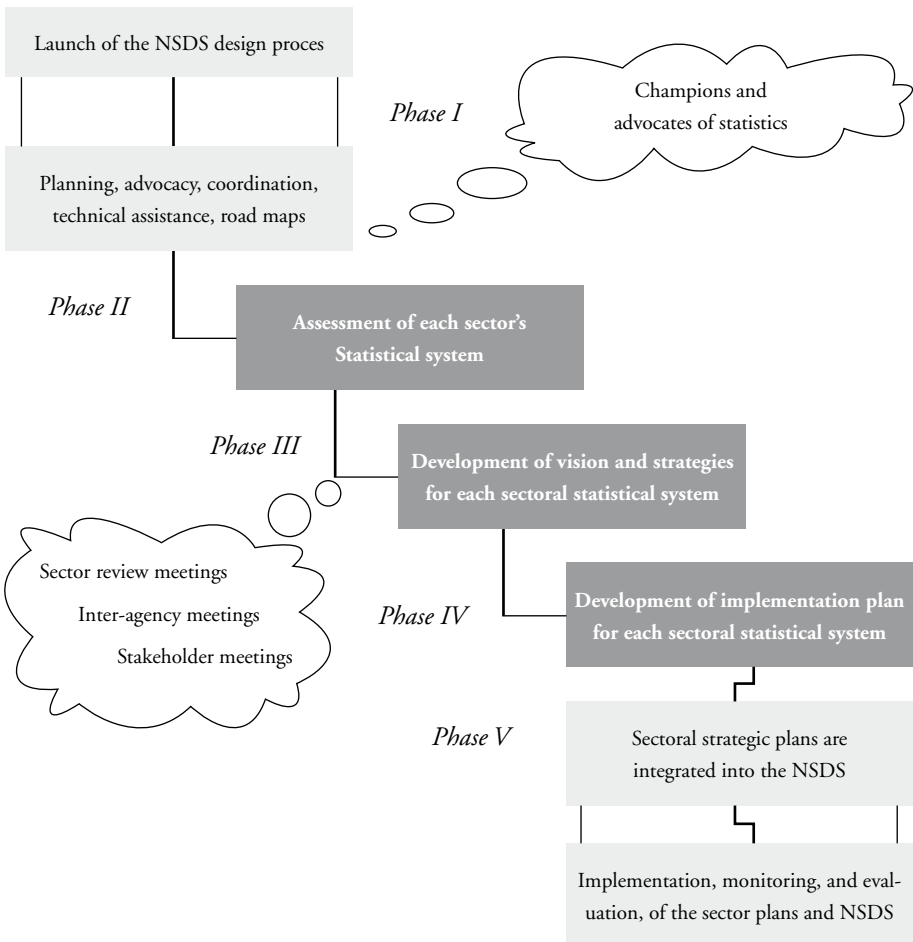 Launch of the NSDS design proces
Phase I
Champions and
advocates of statistics
Planning, advocacy, coordination,
technical assistance, road maps
Phase II
Assessment of each sector's
Statistical system
Phase III
Development of vision and strategies
for each sectoral statistical system
Sector review meetings
Inter-agency meetings
Stakeholder meetings
Phase IV
Development of implementation plan
for each sectoral statistical system
Phase V
Sectoral strategic plans are
integrated into the NSDS
Implementation, monitoring, and eval-
uation, of the sector plans and NSDS